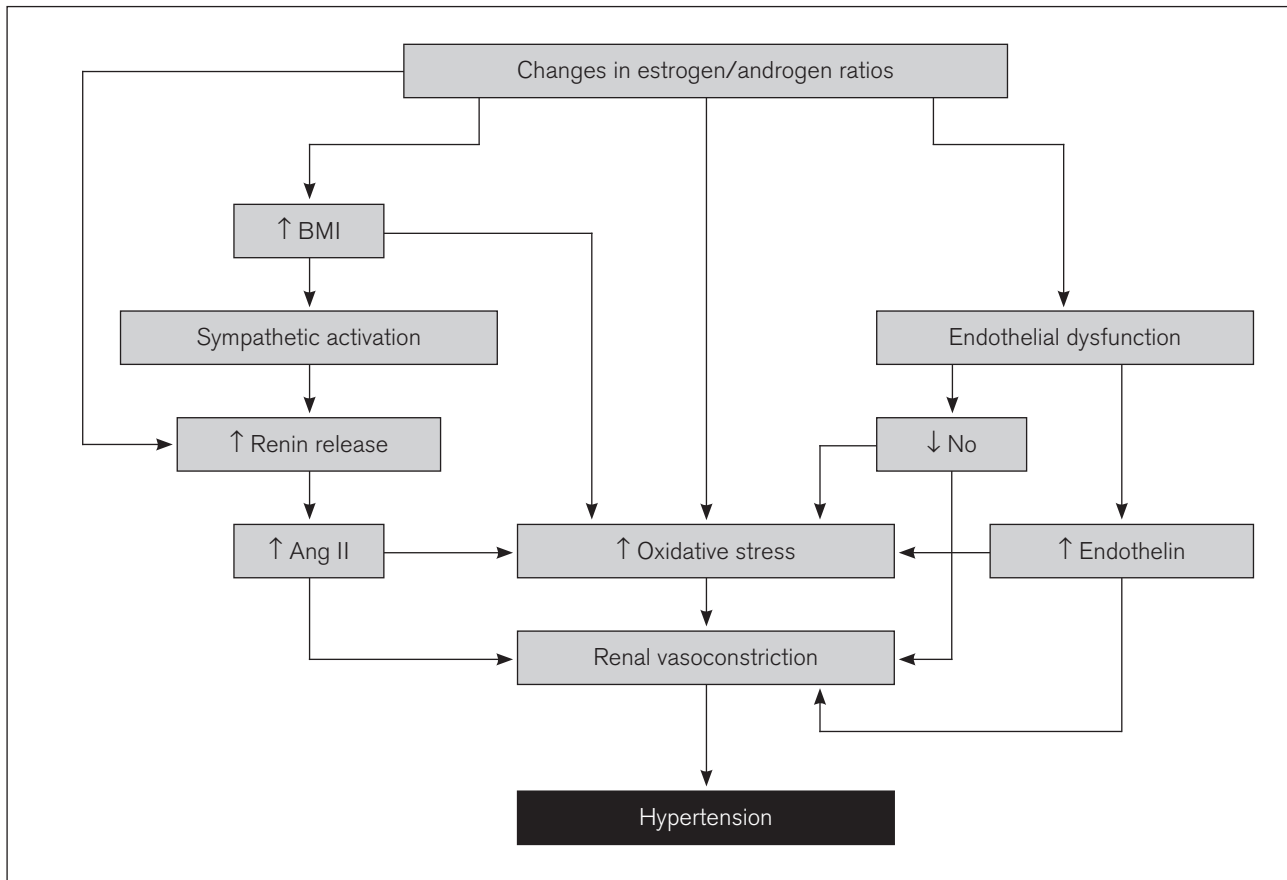 Changes in estrogen/androgen ratios
↑ BMI
Sympathetic activation
Endothelial dysfunction
↑ Renin release
↓ No
↑ Ang II
↑ Oxidative stress
↑ Endothelin
Renal vasoconstriction
Hypertension